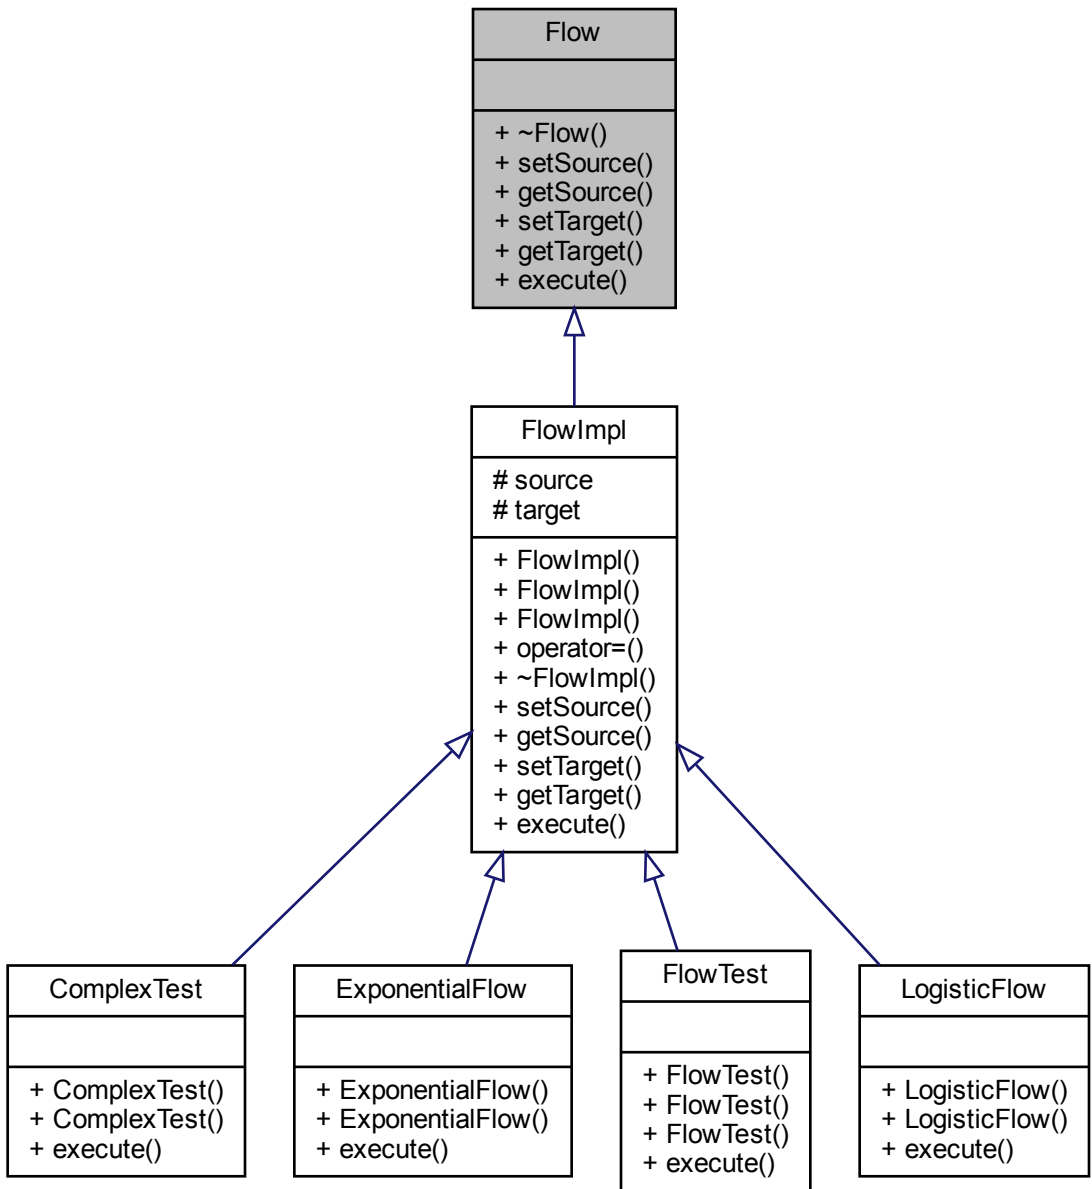 Flow
+ ~Flow()
+ setSource()
+ getSource()
+ setTarget()
+ getTarget()
+ execute()
FlowImpl
# source
# target
+ FlowImpl()
+ FlowImpl()
+ FlowImpl()
+ operator=()
+ ~FlowImpl()
+ setSource()
+ getSource()
+ setTarget()
+ getTarget()
+ execute()
ComplexTest
+ ComplexTest()
+ ComplexTest()
+ execute()
ExponentialFlow
+ ExponentialFlow()
+ ExponentialFlow()
+ execute()
FlowTest
+ FlowTest()
+ FlowTest()
+ FlowTest()
+ execute()
LogisticFlow
+ LogisticFlow()
+ LogisticFlow()
+ execute()